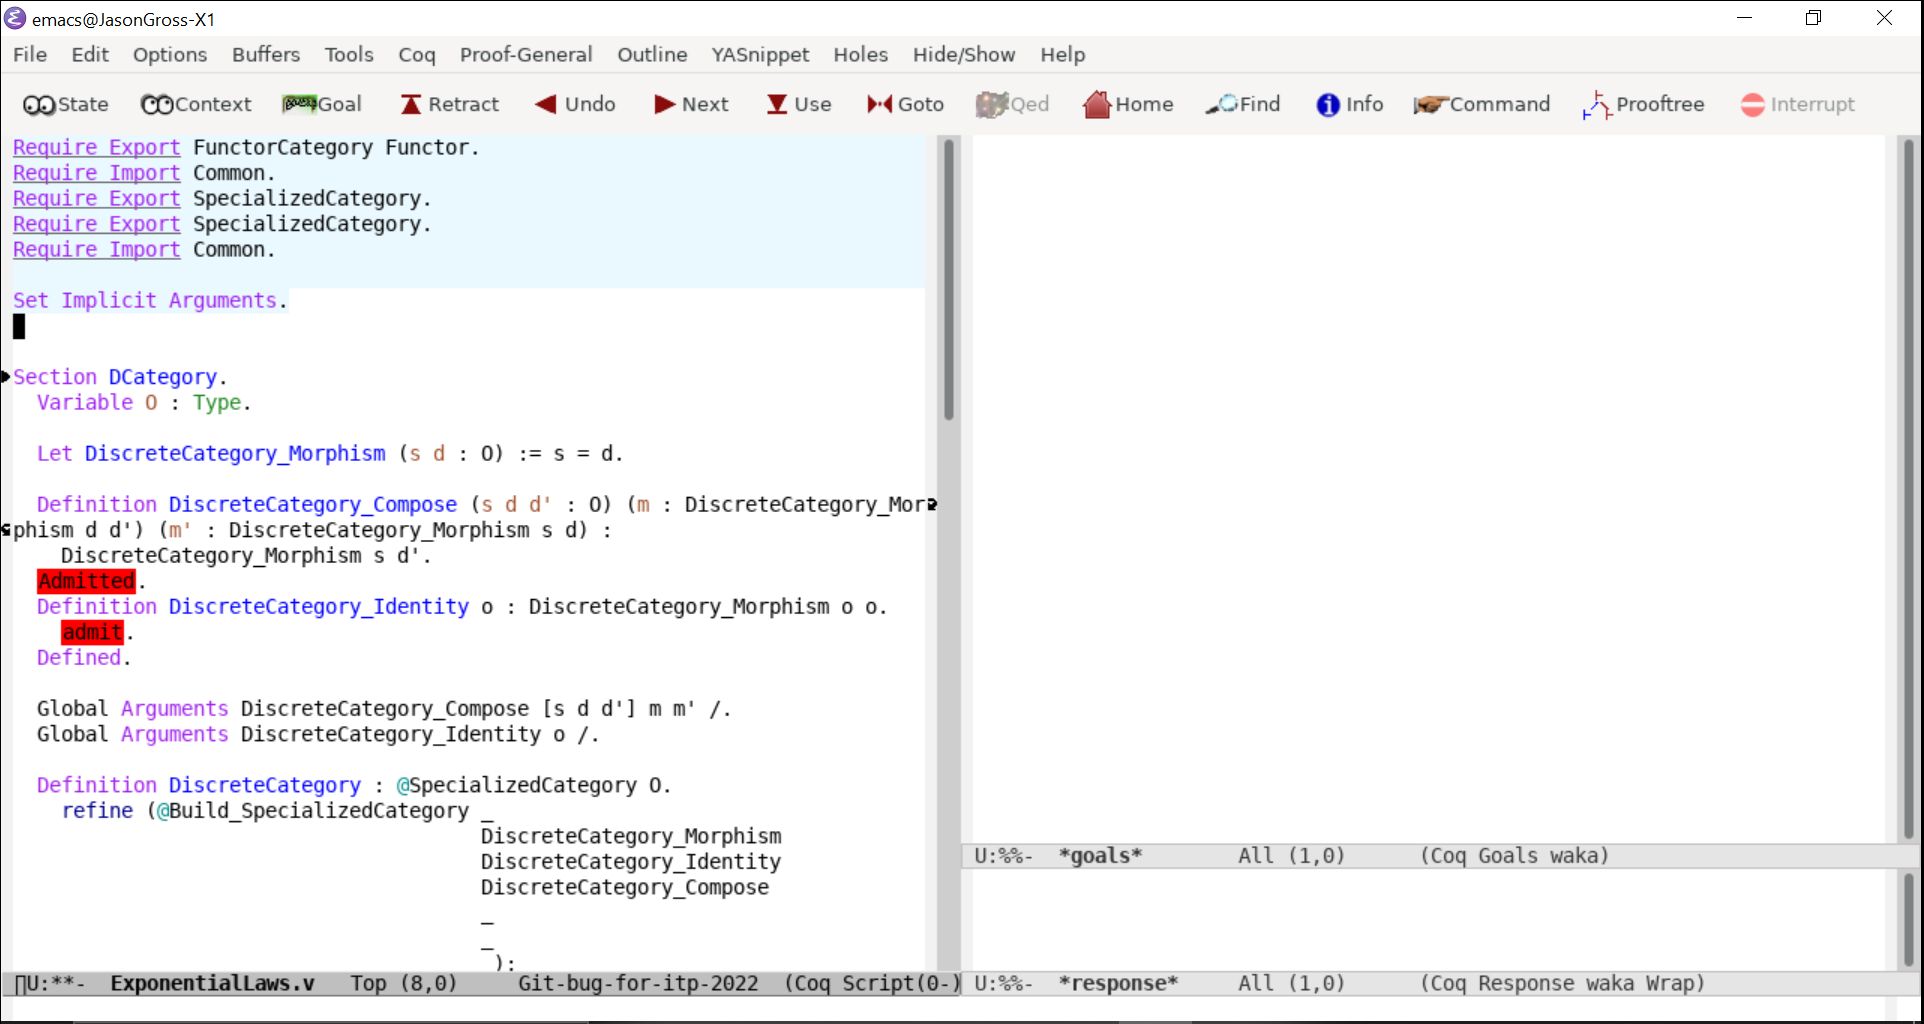 emacs@JasonGross-X1
File Edit Options Buffers Tools Coq Proof-General Outline YASnippet Holes Hide/Show Help
State Context Goal Retract Undo Next Use Goto Qed Home Find Info Command Prooftree Interrupt
Require Export FunctorCategory Functor.
Require Import Common.
Require Export SpecializedCategory.
Require Export SpecializedCategory.
Require Import Common.
Set Implicit Arguments.
Section DCategory.
Variable O : Type.
Let DiscreteCategory_Morphism (s d : O) := s = d.
Definition DiscreteCategory_Compose (s d d' : O) (m : DiscreteCategory_Mor
phism d d') (m' : DiscreteCategory_Morphism s d) :
DiscreteCategory_Morphism s d'.
Admitted.
Definition DiscreteCategory_Identity o : DiscreteCategory_Morphism o o.
admit.
Defined.
Global Arguments DiscreteCategory_Compose [s d d'] m m' /.
Global Arguments DiscreteCategory_Identity o /.
Definition DiscreteCategory : @SpecializedCategory O.
refine (@Build_SpecializedCategory _
DiscreteCategory_Morphism
DiscreteCategory_Identity
DiscreteCategory_Compose
_
_
);
U:**- ExponentialLaws.v Top (8,0) Git-bug-for-itp-2022 (Coq Script(0-)
U:%%- *goals* All (1,0) (Coq Goals waka)
U:%%- *response* All (1,0) (Coq Response waka Wrap)